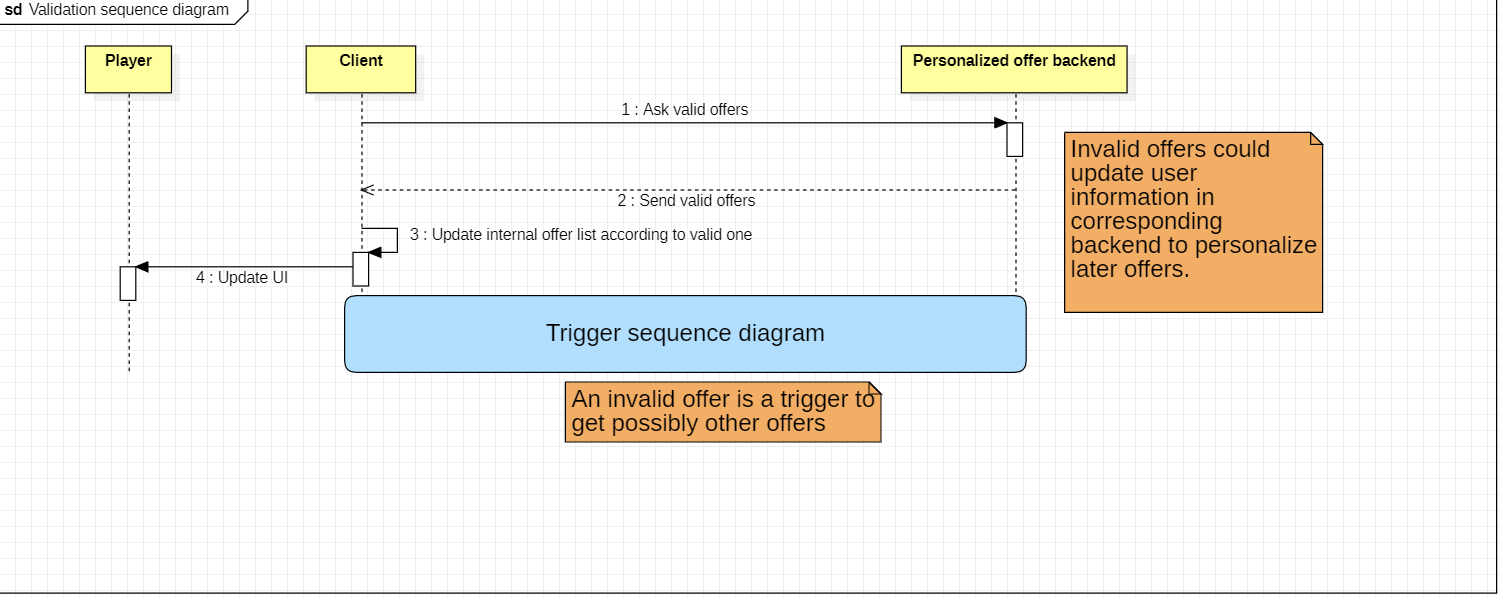 sd Validation sequence diagram
Player
Client
Personalized offer backend
1 : Ask valid offers
Invalid offers could
update user
information in
corresponding
backend to personalize
later offers.
2 : Send valid offers
3 : Update internal offer list according to valid one
4 : Update UI
Trigger sequence diagram
An invalid offer is a trigger to
get possibly other offers